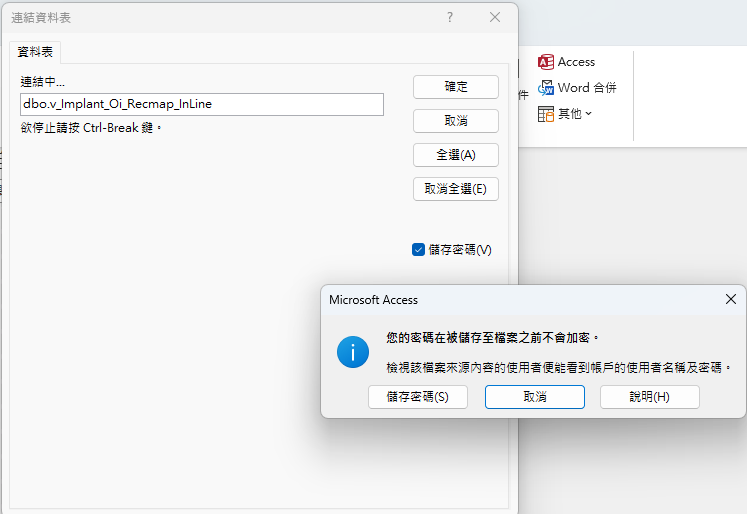 連結資料表
?
資料表
連結中...
dbo.v_Implant_Oi_Recmap_InLine
欲停止請按 Ctrl-Break 鍵。
確定
取消
全選(A)
取消全選(E)
儲存密碼(V)
Access
Word 合併
件
其他
Microsoft Access
您的密碼在被儲存至檔案之前不會加密。
檢視該檔案來源內容的使用者便能看到帳戶的使用者名稱及密碼。
儲存密碼(S)
取消
說明(H)